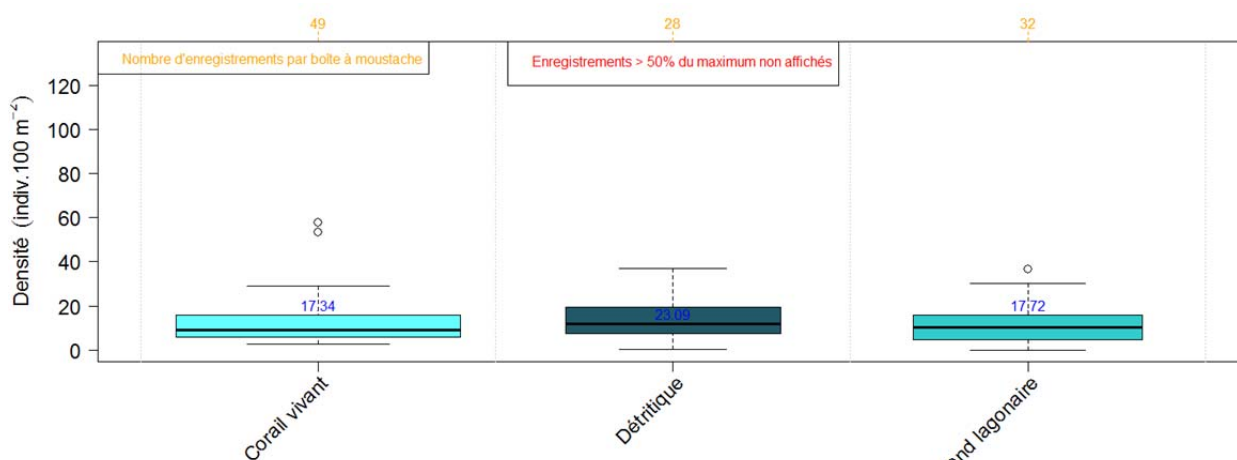 49 28 32
Nombre d'enregistrements par boîte à moustache
Enregistrements > 50% du maximum non affichés
Densité (indiv.100 m⁻²)
120
100
80
60
40
20
0
17.34
23.09
17.72
Corail vivant
Détritique
lagonaire